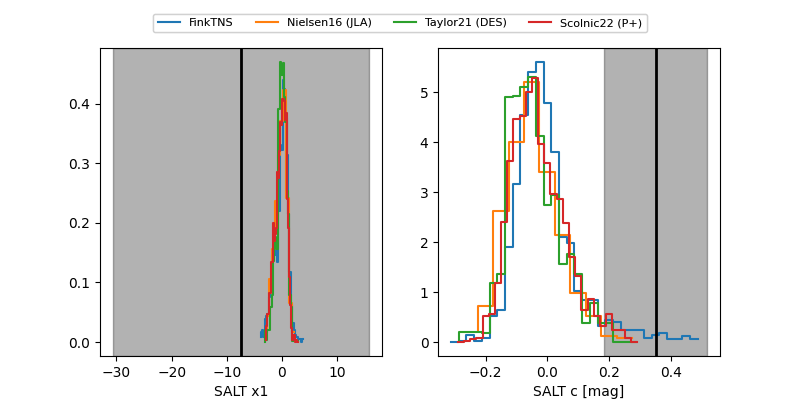 FinkTNS Nielsen16 (JLA) Taylor21 (DES) Scolnic22 (P+)
0.4
0.3
0.2
0.1
0.0
−30 −20 −10 0 10
SALT x1
5
4
3
2
1
0
−0.2 0.0 0.2 0.4
SALT c [mag]